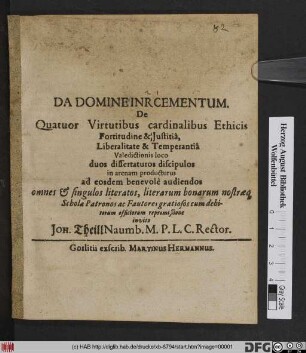 52
DA DOMINE INRCEMENTUM.
De
Quatuor Virtutibus cardinalibus Ethicis
Fortitudine & Justitiâ,
Liberalitate & Temperantiâ
Valedictionis loco
duos dissertaturos discipulos
in arenam producturus
ad eosdem benevolè audiendos
omnes & singulos literatos, literarum bonarum nostræq;
Scholæ Patronos ac Fautores gratiosos cum debi-
torum officiorum repromissione
invitat
JOH. Theill Naumb. M. P. L. C. Rector.
Gorlitii exscrib. MARTINUS HERMANNUS.
Herzog August Bibliothek
Wolfenbüttel
(c) HAB http://diglib.hab.de/drucke/xb-6794/start.htm?image=00001
DFG